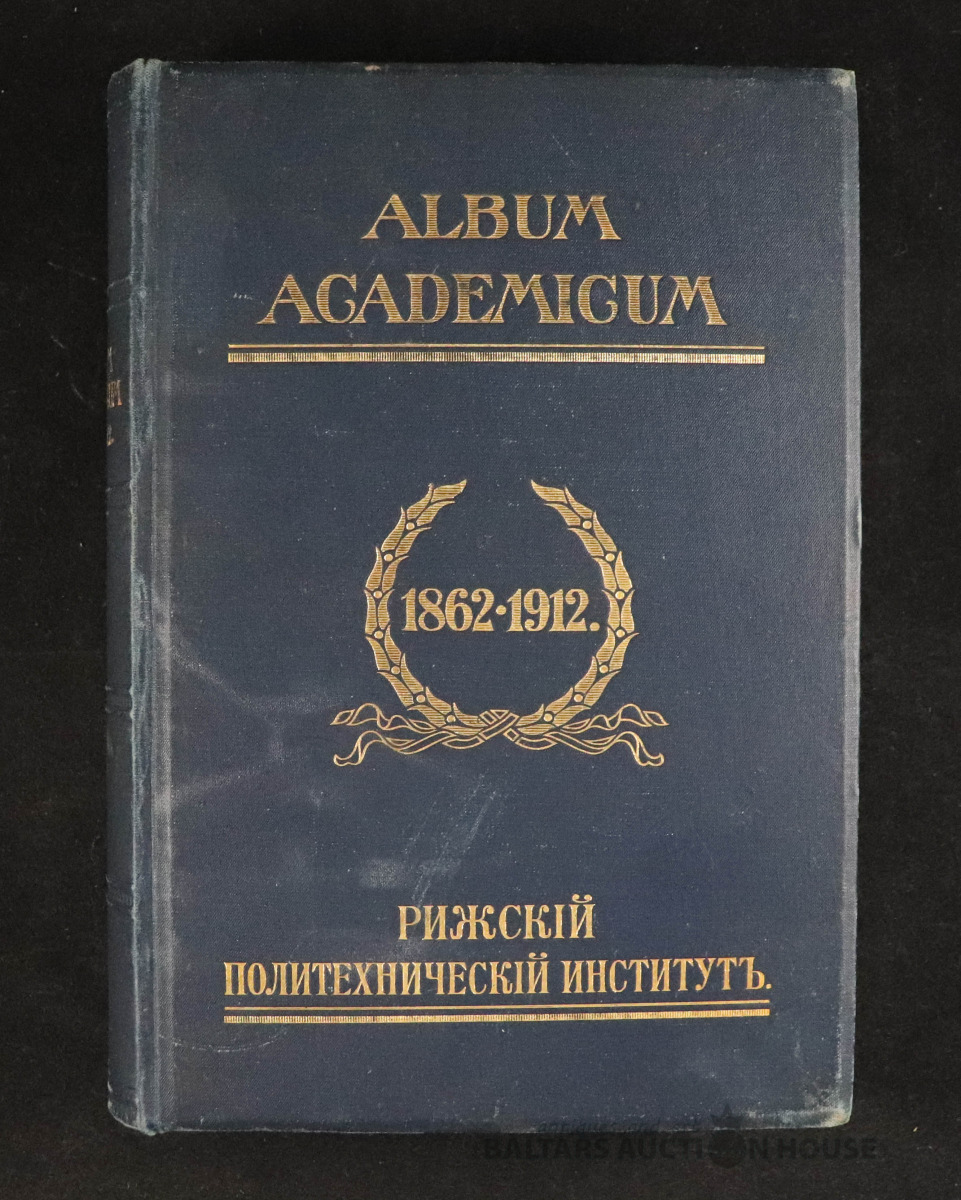 ALBUM
ACADEMICUM
1862·1912.
РИЖСКІЙ
ПОЛИТЕХНИЧЕСКІЙ ИНСТИТУТЪ.
BALTARS AUCTION HOUSE